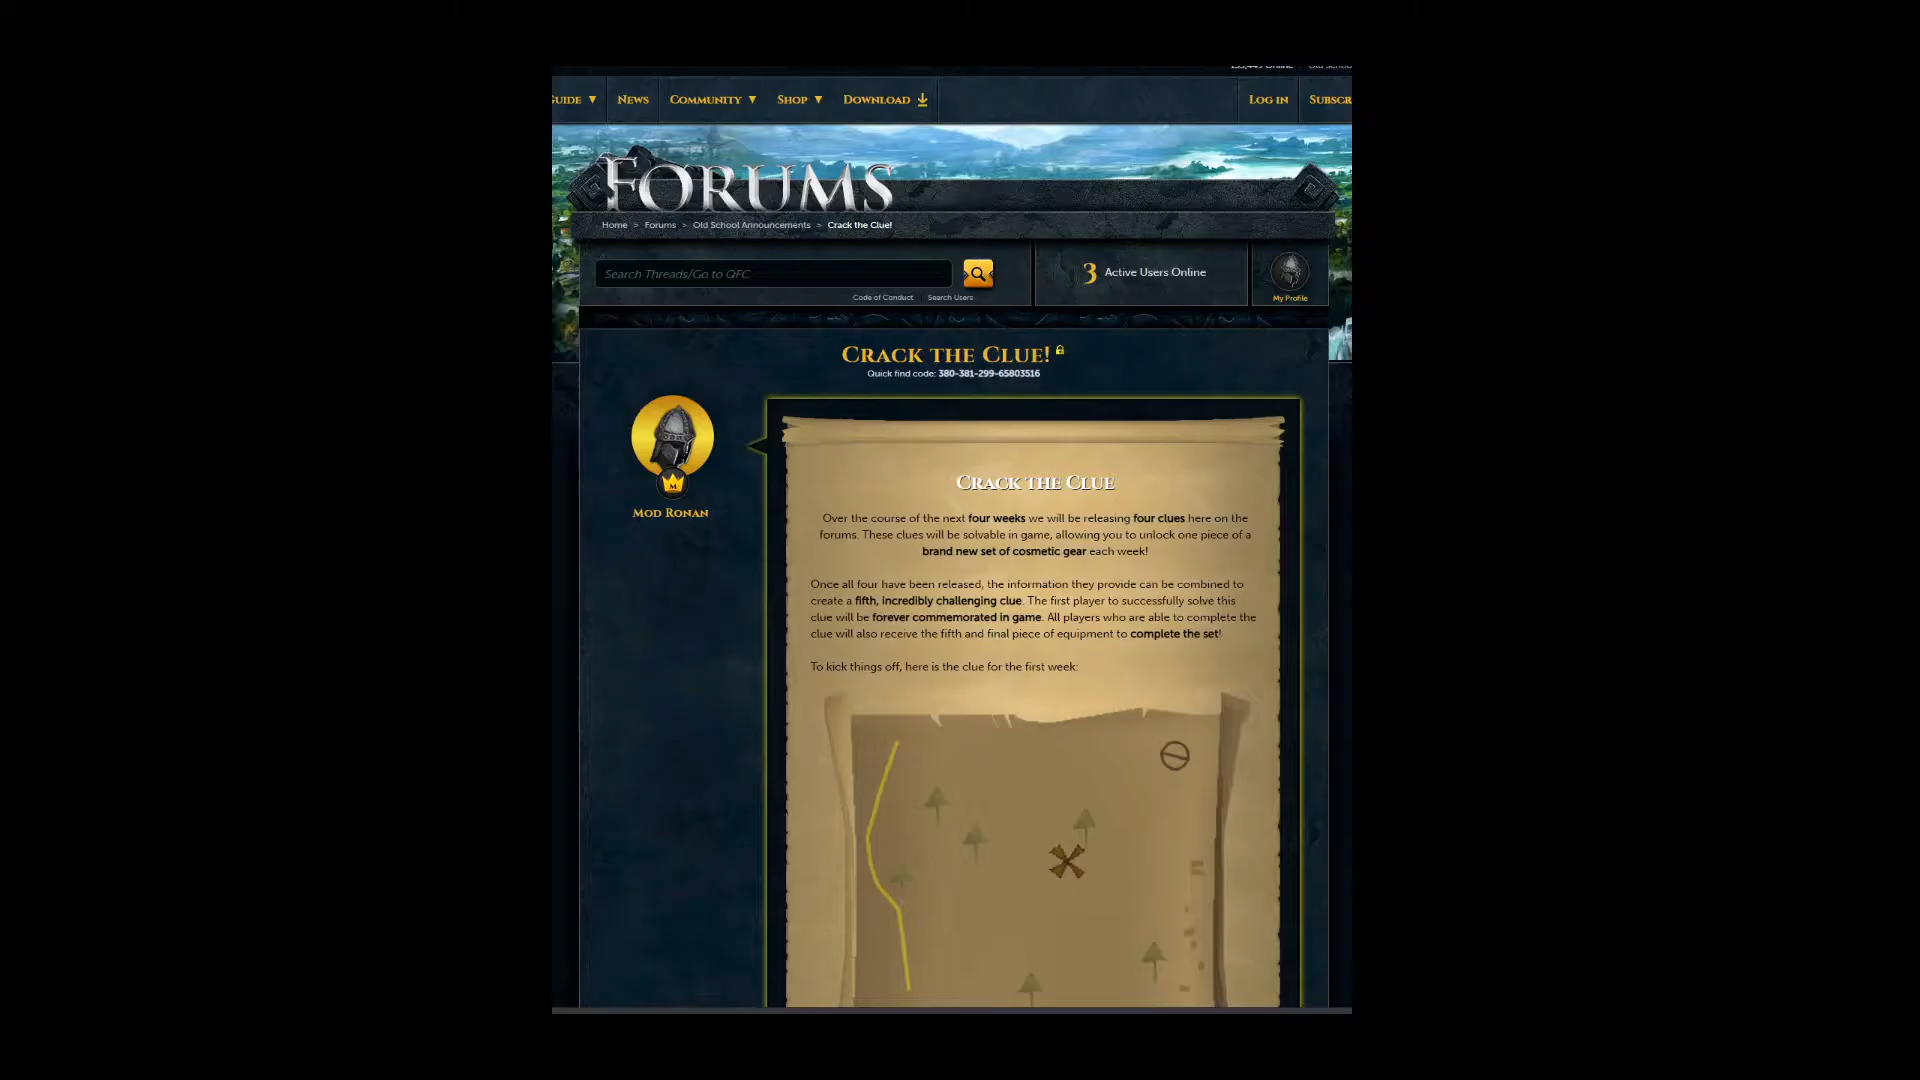 GUIDE NEWS COMMUNITY SHOP DOWNLOAD LOG IN
FORUMS
Home > Forums > Old School Announcements > Crack the Clue!
Search Threads/Go to QFC
3 Active Users Online
My Profile
Code of Conduct Search Users
CRACK THE CLUE!
Quick find code: 380-381-299-65803516
M
MOD RONAN
CRACK THE CLUE
Over the course of the next four weeks we will be releasing four clues here on the
forums. These clues will be solvable in game, allowing you to unlock one piece of a
brand new set of cosmetic gear each week!
Once all four have been released, the information they provide can be combined to
create a fifth, incredibly challenging clue. The first player to successfully solve this
clue will be forever commemorated in game. All players who are able to complete the
clue will also receive the fifth and final piece of equipment to complete the set!
To kick things off, here is the clue for the first week: